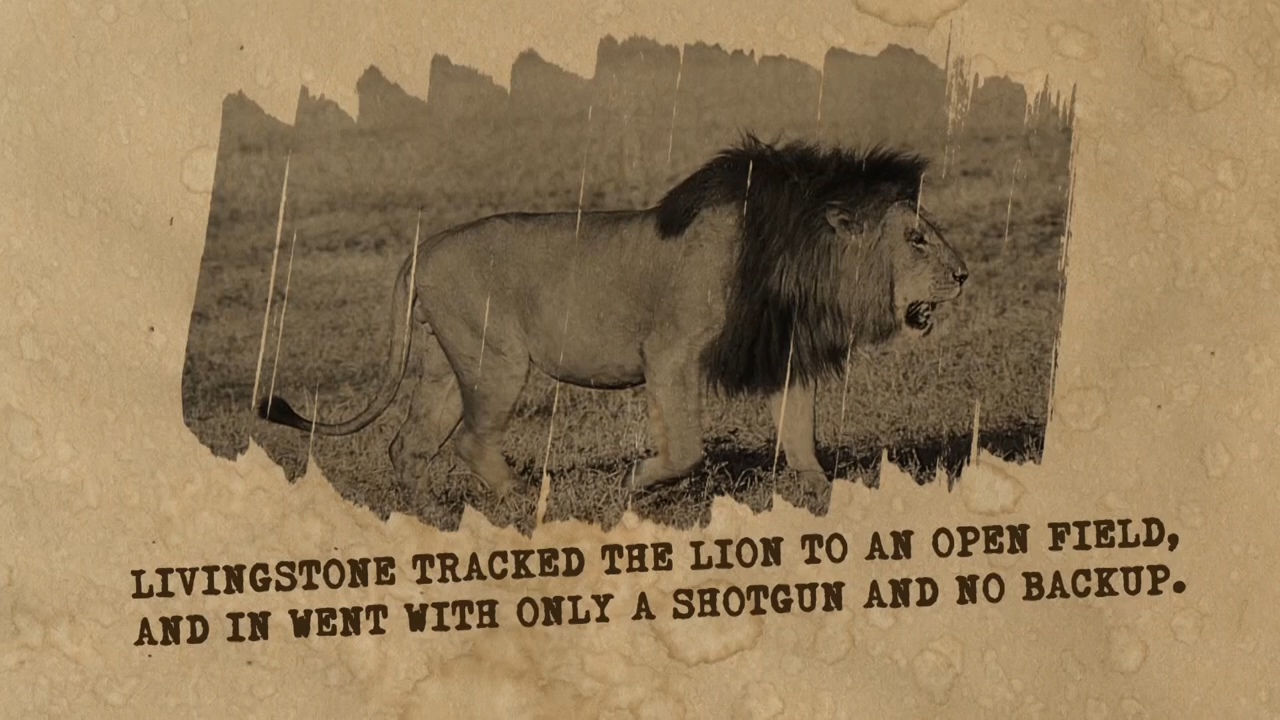 LIVINGSTONE TRACKED THE LION TO AN OPEN FIELD,
AND IN WENT WITH ONLY A SHOTGUN AND NO BACKUP.